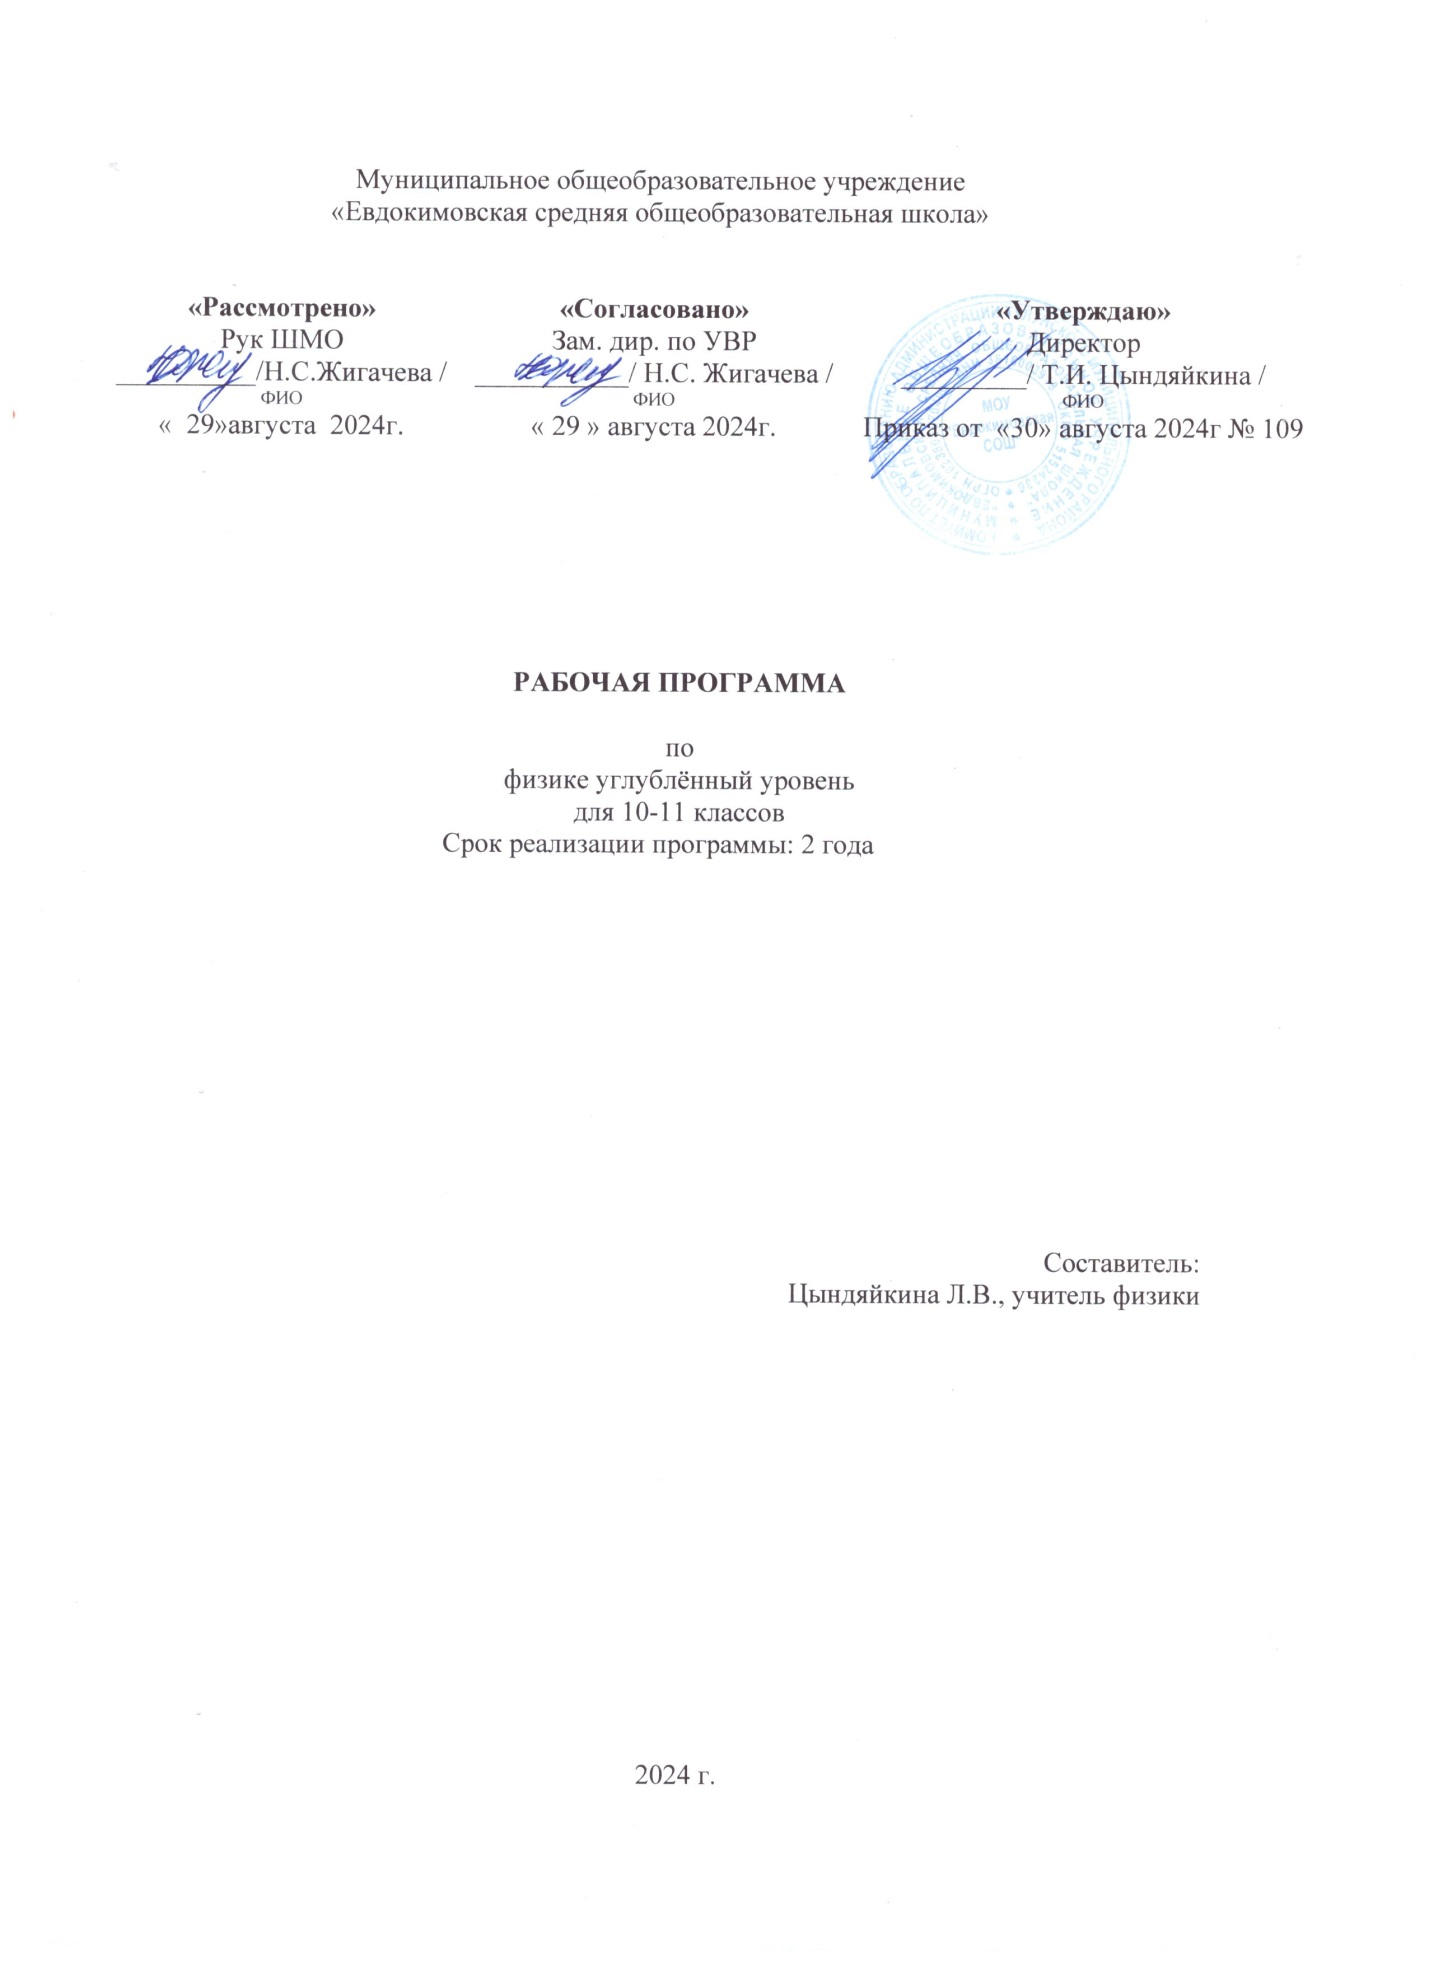 Муниципальное общеобразовательное учреждение
«Евдокимовская средняя общеобразовательная школа»
«Рассмотрено»
Рук ШМО
/Н.С.Жигачева /
ФИО
« 29»августа 2024г.
«Согласовано»
Зам. дир. по УВР
/ Н.С. Жигачева /
ФИО
« 29 » августа 2024г.
«Утверждаю»
Директор
/ Т.И. Цындяйкина /
ФИО
Приказ от «30» августа 2024г № 109
МОУ
СОШ
РАБОЧАЯ ПРОГРАММА
по
физике углублённый уровень
для 10-11 классов
Срок реализации программы: 2 года
Составитель:
Цындяйкина Л.В., учитель физики
2024 г.